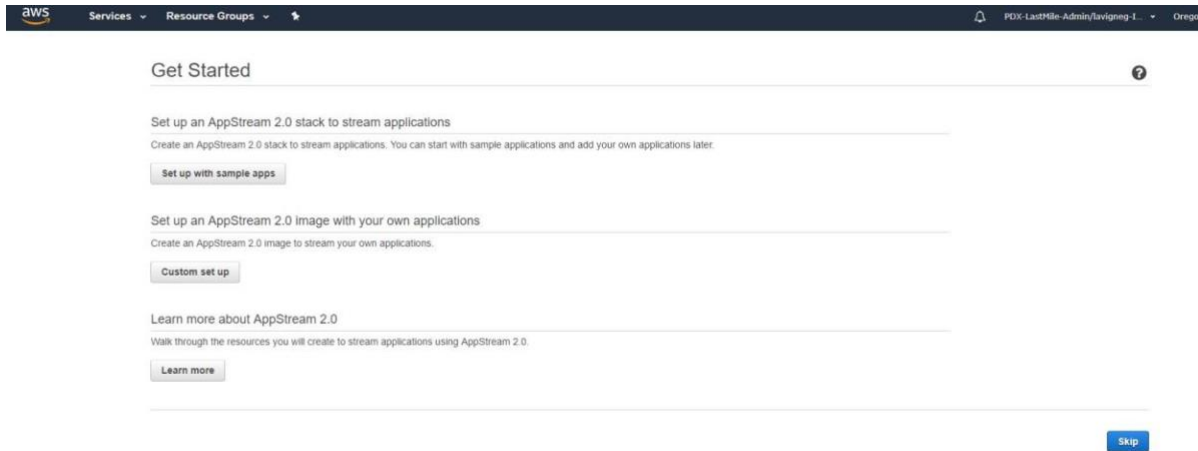 aws Services Resource Groups PDX-LastMile-Admin/lavigneg-I... Orego
Get Started
Set up an AppStream 2.0 stack to stream applications
Create an AppStream 2.0 stack to stream applications. You can start with sample applications and add your own applications later.
Set up with sample apps
Set up an AppStream 2.0 image with your own applications
Create an AppStream 2.0 image to stream your own applications.
Custom set up
Learn more about AppStream 2.0
Walk through the resources you will create to stream applications using AppStream 2.0.
Learn more
Skip